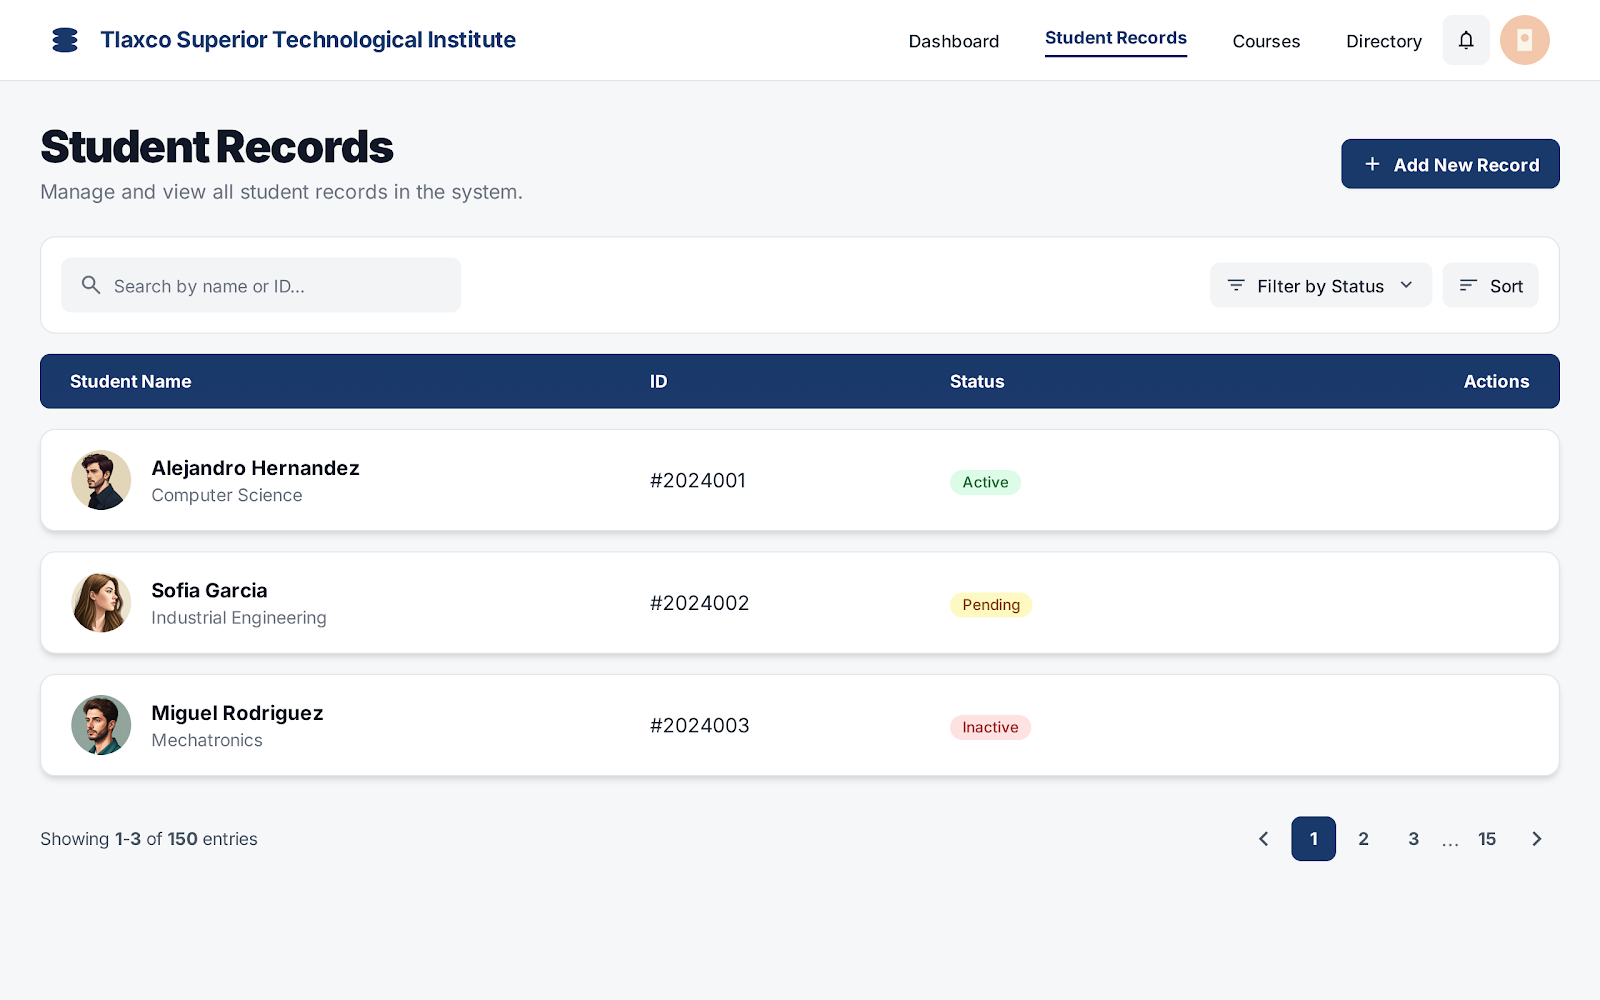 Tlaxco Superior Technological Institute
Dashboard
Student Records
Courses
Directory
Student Records
Manage and view all student records in the system.
+ Add New Record
Search by name or ID...
Filter by Status
Sort
Student Name
ID
Status
Actions
Alejandro Hernandez
Computer Science
#2024001
Active
Sofia Garcia
Industrial Engineering
#2024002
Pending
Miguel Rodriguez
Mechatronics
#2024003
Inactive
Showing 1-3 of 150 entries
1
2
3
...
15